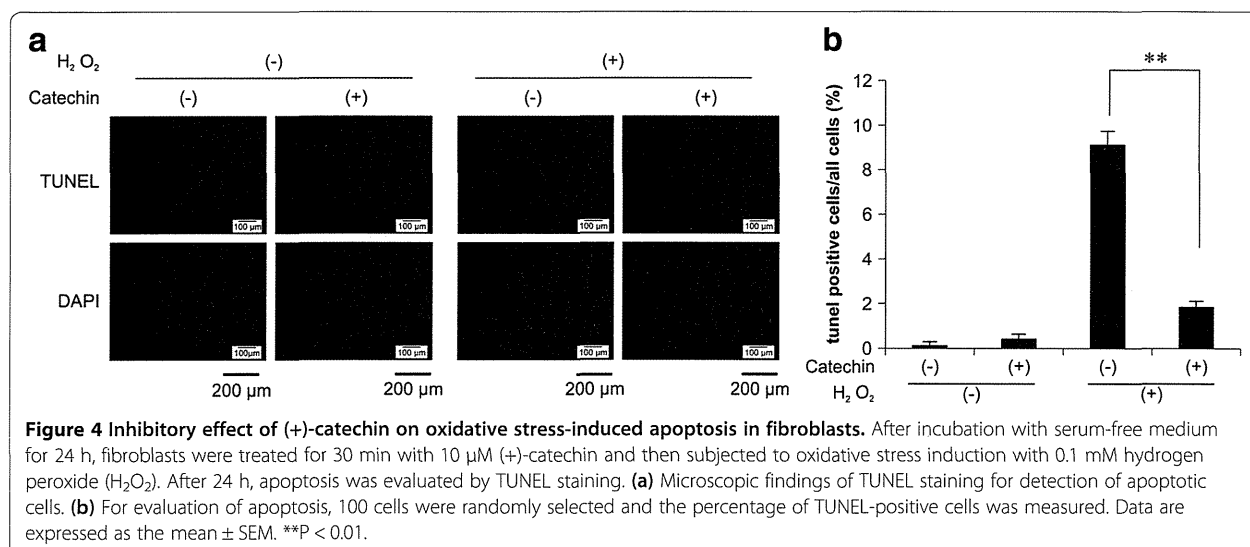 a
H₂ O₂ (-) (+)
Catechin (-) (+) (-) (+)
TUNEL
100 μm 100 μm 100 μm 100 μm
DAPI
100μm 100 μm 100 μm 100 μm
200 μm 200 μm 200 μm 200 μm
b
**
tunel positive cells/all cells (%)
12
10
8
6
4
2
0
Catechin (-) (+) (-) (+)
H₂ O₂ (-) (+)
Figure 4 Inhibitory effect of (+)-catechin on oxidative stress-induced apoptosis in fibroblasts. After incubation with serum-free medium
for 24 h, fibroblasts were treated for 30 min with 10 μM (+)-catechin and then subjected to oxidative stress induction with 0.1 mM hydrogen
peroxide (H₂O₂). After 24 h, apoptosis was evaluated by TUNEL staining. (a) Microscopic findings of TUNEL staining for detection of apoptotic
cells. (b) For evaluation of apoptosis, 100 cells were randomly selected and the percentage of TUNEL-positive cells was measured. Data are
expressed as the mean ± SEM. **P < 0.01.